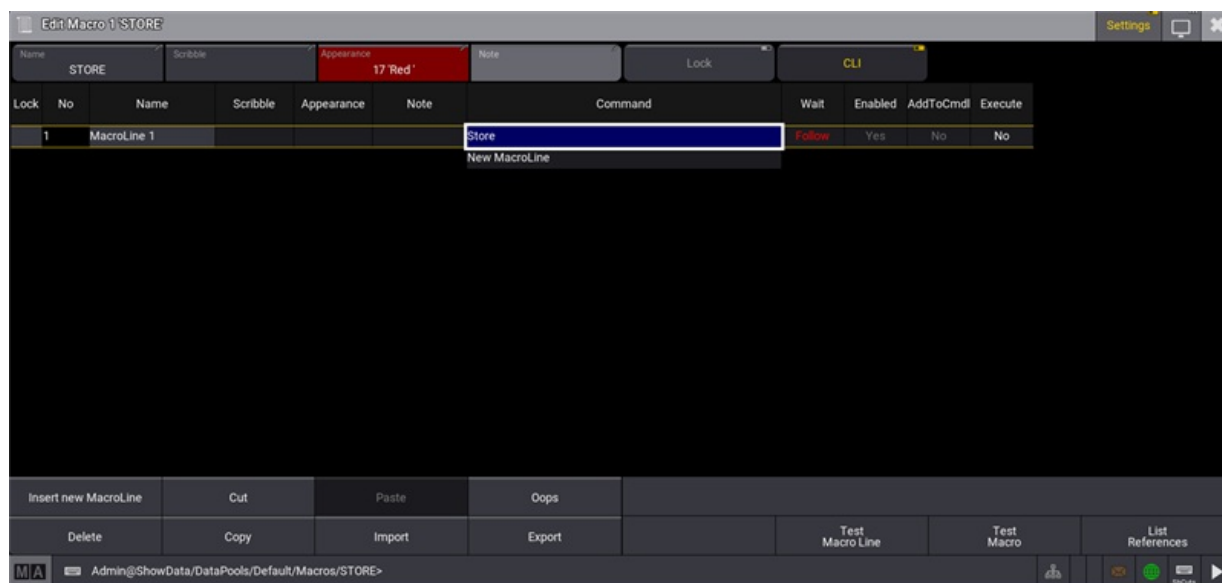 Edit Macro 1 'STORE'
Settings
Name
STORE
Scribble
Appearance
17 'Red '
Note
Lock
CLI
Lock No Name Scribble Appearance Note Command Wait Enabled AddToCmdl Execute
1 MacroLine 1 Store Follow Yes No No
New MacroLine
Insert new MacroLine Cut Paste Oops
Delete Copy Import Export
Test
Macro Line
Test
Macro
List
References
MA Admin@ShowData/DataPools/Default/Macros/STORE>